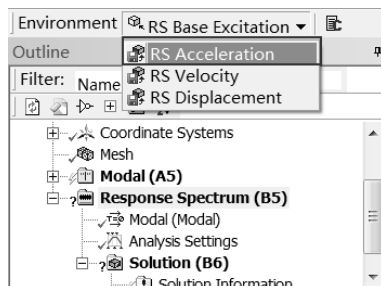 Environment RS Base Excitation
Outline
RS Acceleration
Filter: Name
RS Velocity
RS Displacement
Coordinate Systems
Mesh
Modal (A5)
Response Spectrum (B5)
Modal (Modal)
Analysis Settings
Solution (B6)
Solution Information